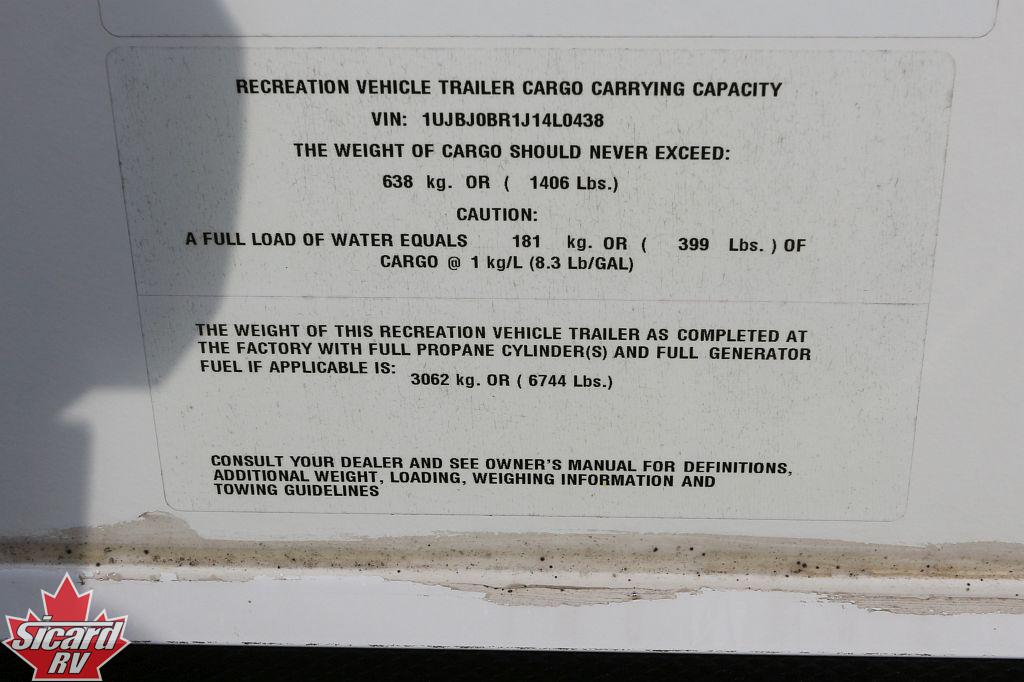 RECREATION VEHICLE TRAILER CARGO CARRYING CAPACITY
VIN: 1UJBJ0BR1J14L0438
THE WEIGHT OF CARGO SHOULD NEVER EXCEED:
638 kg. OR ( 1406 Lbs.)
CAUTION:
A FULL LOAD OF WATER EQUALS 181 kg. OR ( 399 Lbs. ) OF
CARGO @ 1 kg/L (8.3 Lb/GAL)
THE WEIGHT OF THIS RECREATION VEHICLE TRAILER AS COMPLETED AT
THE FACTORY WITH FULL PROPANE CYLINDER(S) AND FULL GENERATOR
FUEL IF APPLICABLE IS:
3062 kg. OR ( 6744 Lbs.)
CONSULT YOUR DEALER AND SEE OWNER'S MANUAL FOR DEFINITIONS,
ADDITIONAL WEIGHT, LOADING, WEIGHING INFORMATION AND
TOWING GUIDELINES
Sicard
RV